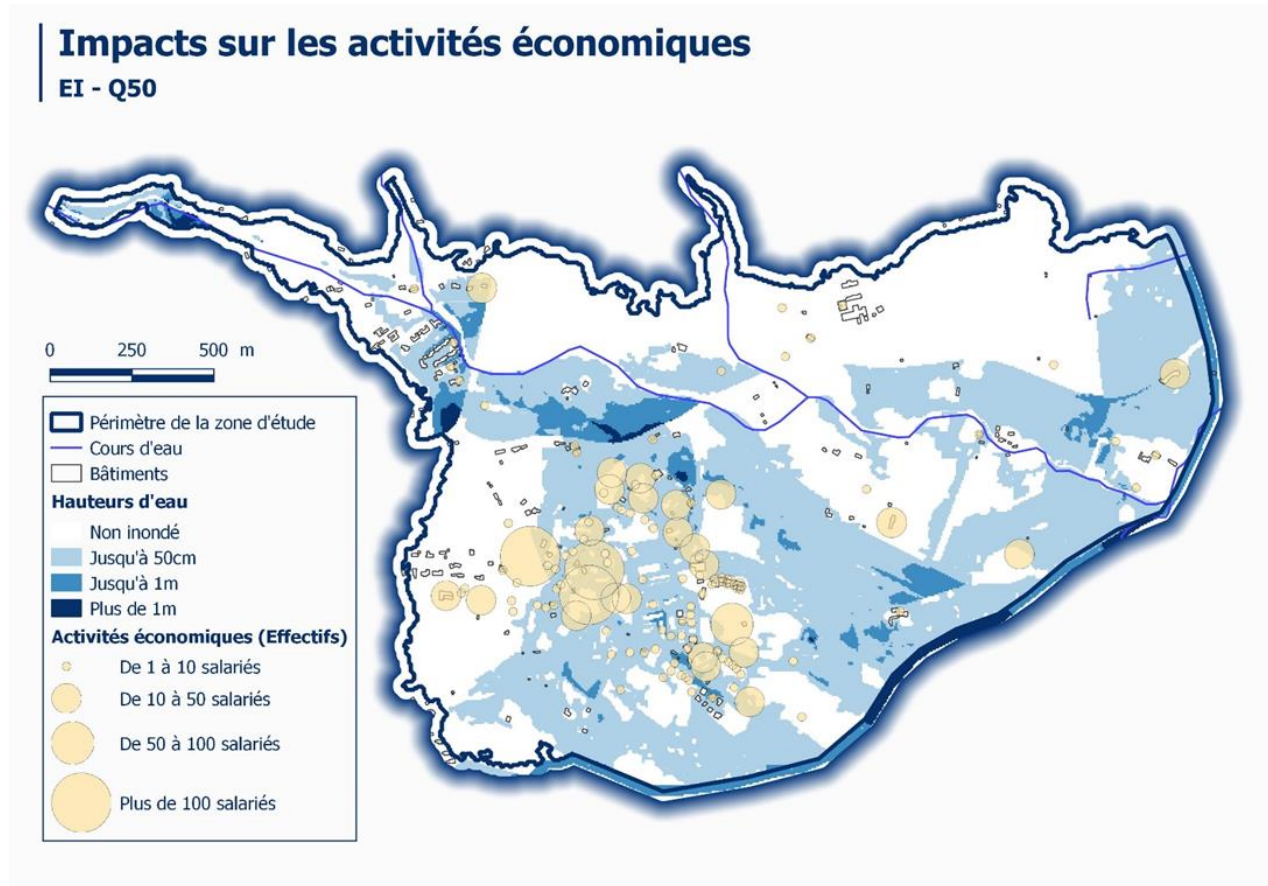 Impacts sur les activités économiques
EI - Q50
0 250 500 m
Périmètre de la zone d'étude
Cours d'eau
Bâtiments
Hauteurs d'eau
Non inondé
Jusqu'à 50cm
Jusqu'à 1m
Plus de 1m
Activités économiques (Effectifs)
De 1 à 10 salariés
De 10 à 50 salariés
De 50 à 100 salariés
Plus de 100 salariés